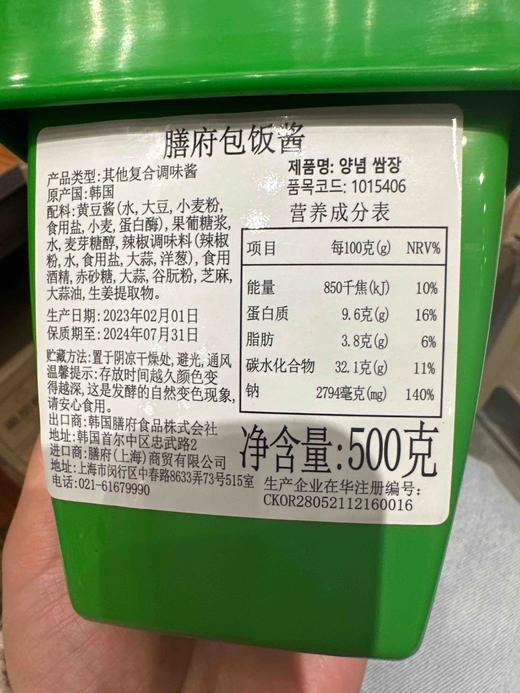 膳府包饭酱
产品类型:其他复合调味酱
原产国:韩国
配料:黄豆酱(水,大豆,小麦粉,
食用盐,小麦,蛋白酶),果葡糖浆,
水,麦芽糖醇,辣椒调味料(辣椒
粉,水,食用盐,大蒜,洋葱),食用
酒精,赤砂糖,大蒜,谷朊粉,芝麻,
大蒜油,生姜提取物。
生产日期:2023年02月01日
保质期至:2024年07月31日
贮藏方法:置于阴凉干燥处,避光,通风
温馨提示:存放时间越久颜色变
得越深,这是发酵的自然变色现象,
请安心食用。
出口商:韩国膳府食品株式会社
地址:韩国首尔中区忠武路2
进口商:膳府(上海)商贸有限公司
地址:上海市闵行区中春路8633弄73号515室
电话:021-61679990
제품명: 양념 쌈장
품목코드: 1015406
营养成分表
项目 每100克(g) NRV%
能量 850千焦(kJ) 10%
蛋白质 9.6克(g) 16%
脂肪 3.8克(g) 6%
碳水化合物 32.1克(g) 11%
钠 2794毫克(mg) 140%
净含量:500克
生产企业在华注册编号:
CKOR28052112160016